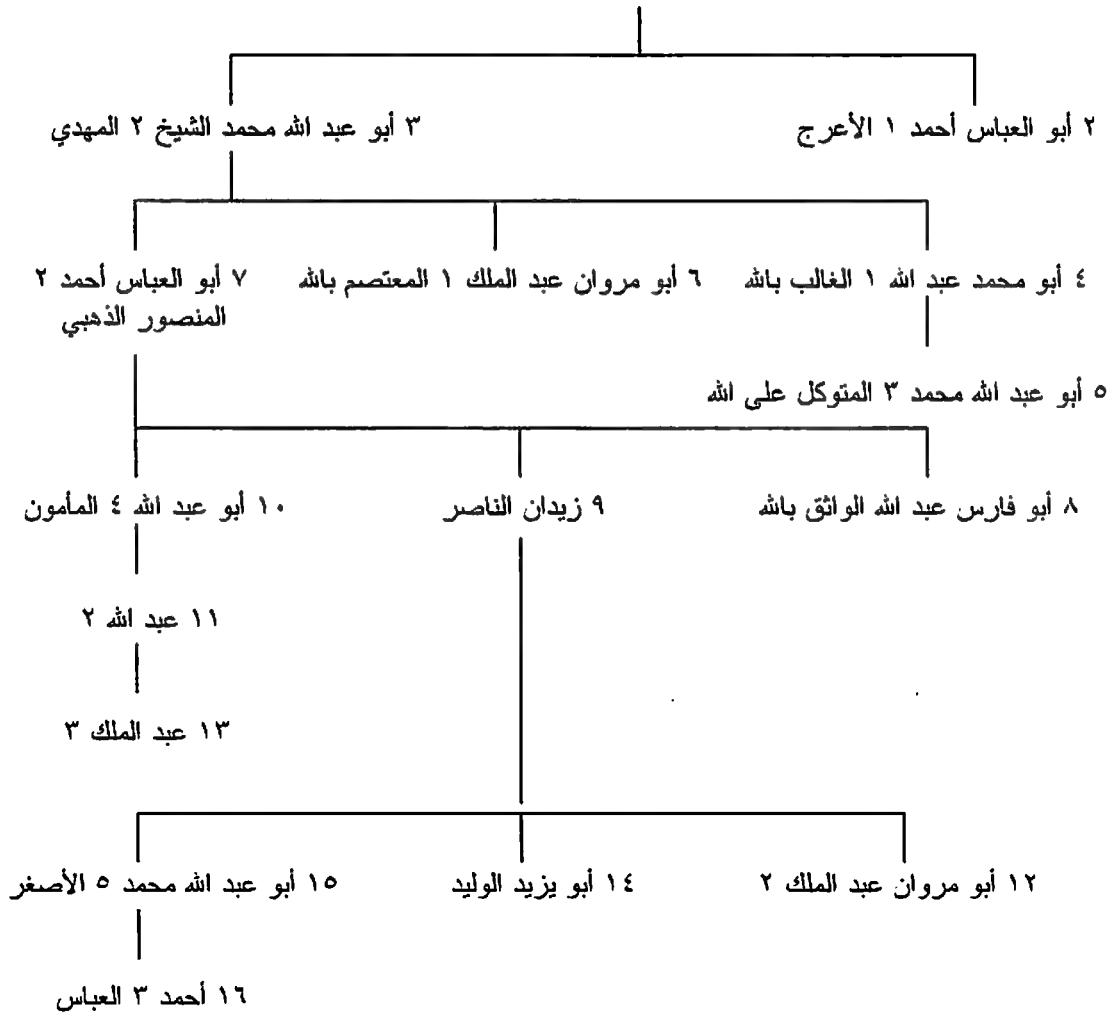 ٢ أبو العباس أحمد ١ الأعرج
٣ أبو عبد الله محمد الشيخ ٢ المهدي
٤ أبو محمد عبد الله ١ الغالب بالله
٦ أبو مروان عبد الملك ١ المعتصم بالله
٧ أبو العباس أحمد ٢
المنصور الذهبي
٥ أبو عبد الله محمد ٣ المتوكل على الله
٨ أبو فارس عبد الله الواثق بالله
٩ زيدان الناصر
١٠ أبو عبد الله ٤ المأمون
١١ عبد الله ٢
١٣ عبد الملك ٣
١٢ أبو مروان عبد الملك ٢
١٤ أبو يزيد الوليد
١٥ أبو عبد الله محمد ٥ الأصغر
١٦ أحمد ٣ العباس